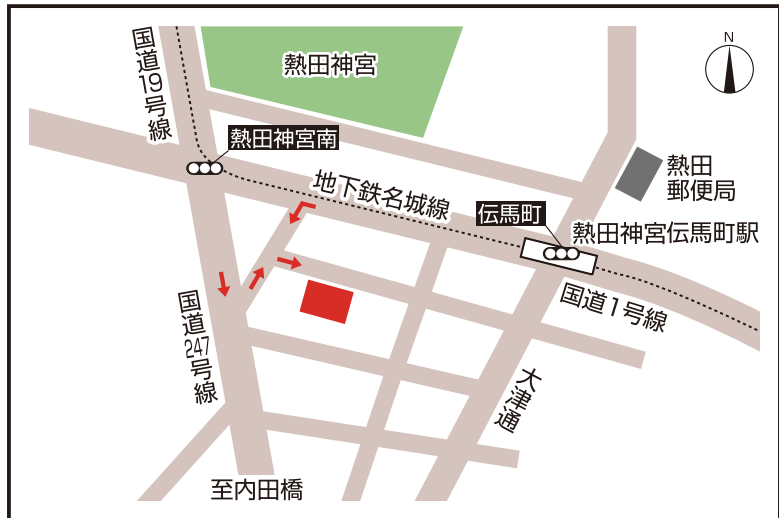 国道19号線
熱田神宮
N
熱田神宮南
地下鉄名城線
熱田
郵便局
伝馬町
熱田神宮伝馬町駅
国道1号線
国道247号線
大津通
至内田橋